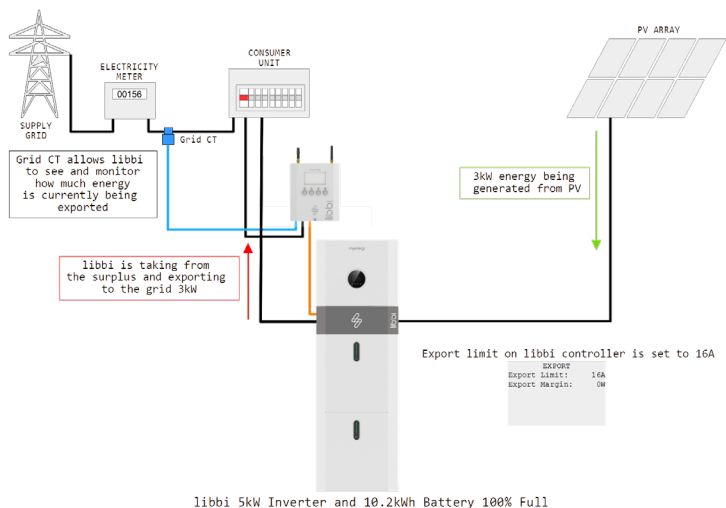 PV ARRAY
CONSUMER
UNIT
ELECTRICITY
METER
00156
SUPPLY
GRID
Grid CT
Grid CT allows libbi
to see and monitor
how much energy
is currently being
exported
3kW energy being
generated from PV
libbi
libbi is taking from
the surplus and exporting
to the grid 3kW
myenergi
libbi
Export limit on libbi controller is set to 16A
EXPORT
Export Limit: 16A
Export Margin: 0W
libbi 5kW Inverter and 10.2kWh Battery 100% Full